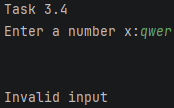 Task 3.4
Enter a number x:qwer
Invalid input